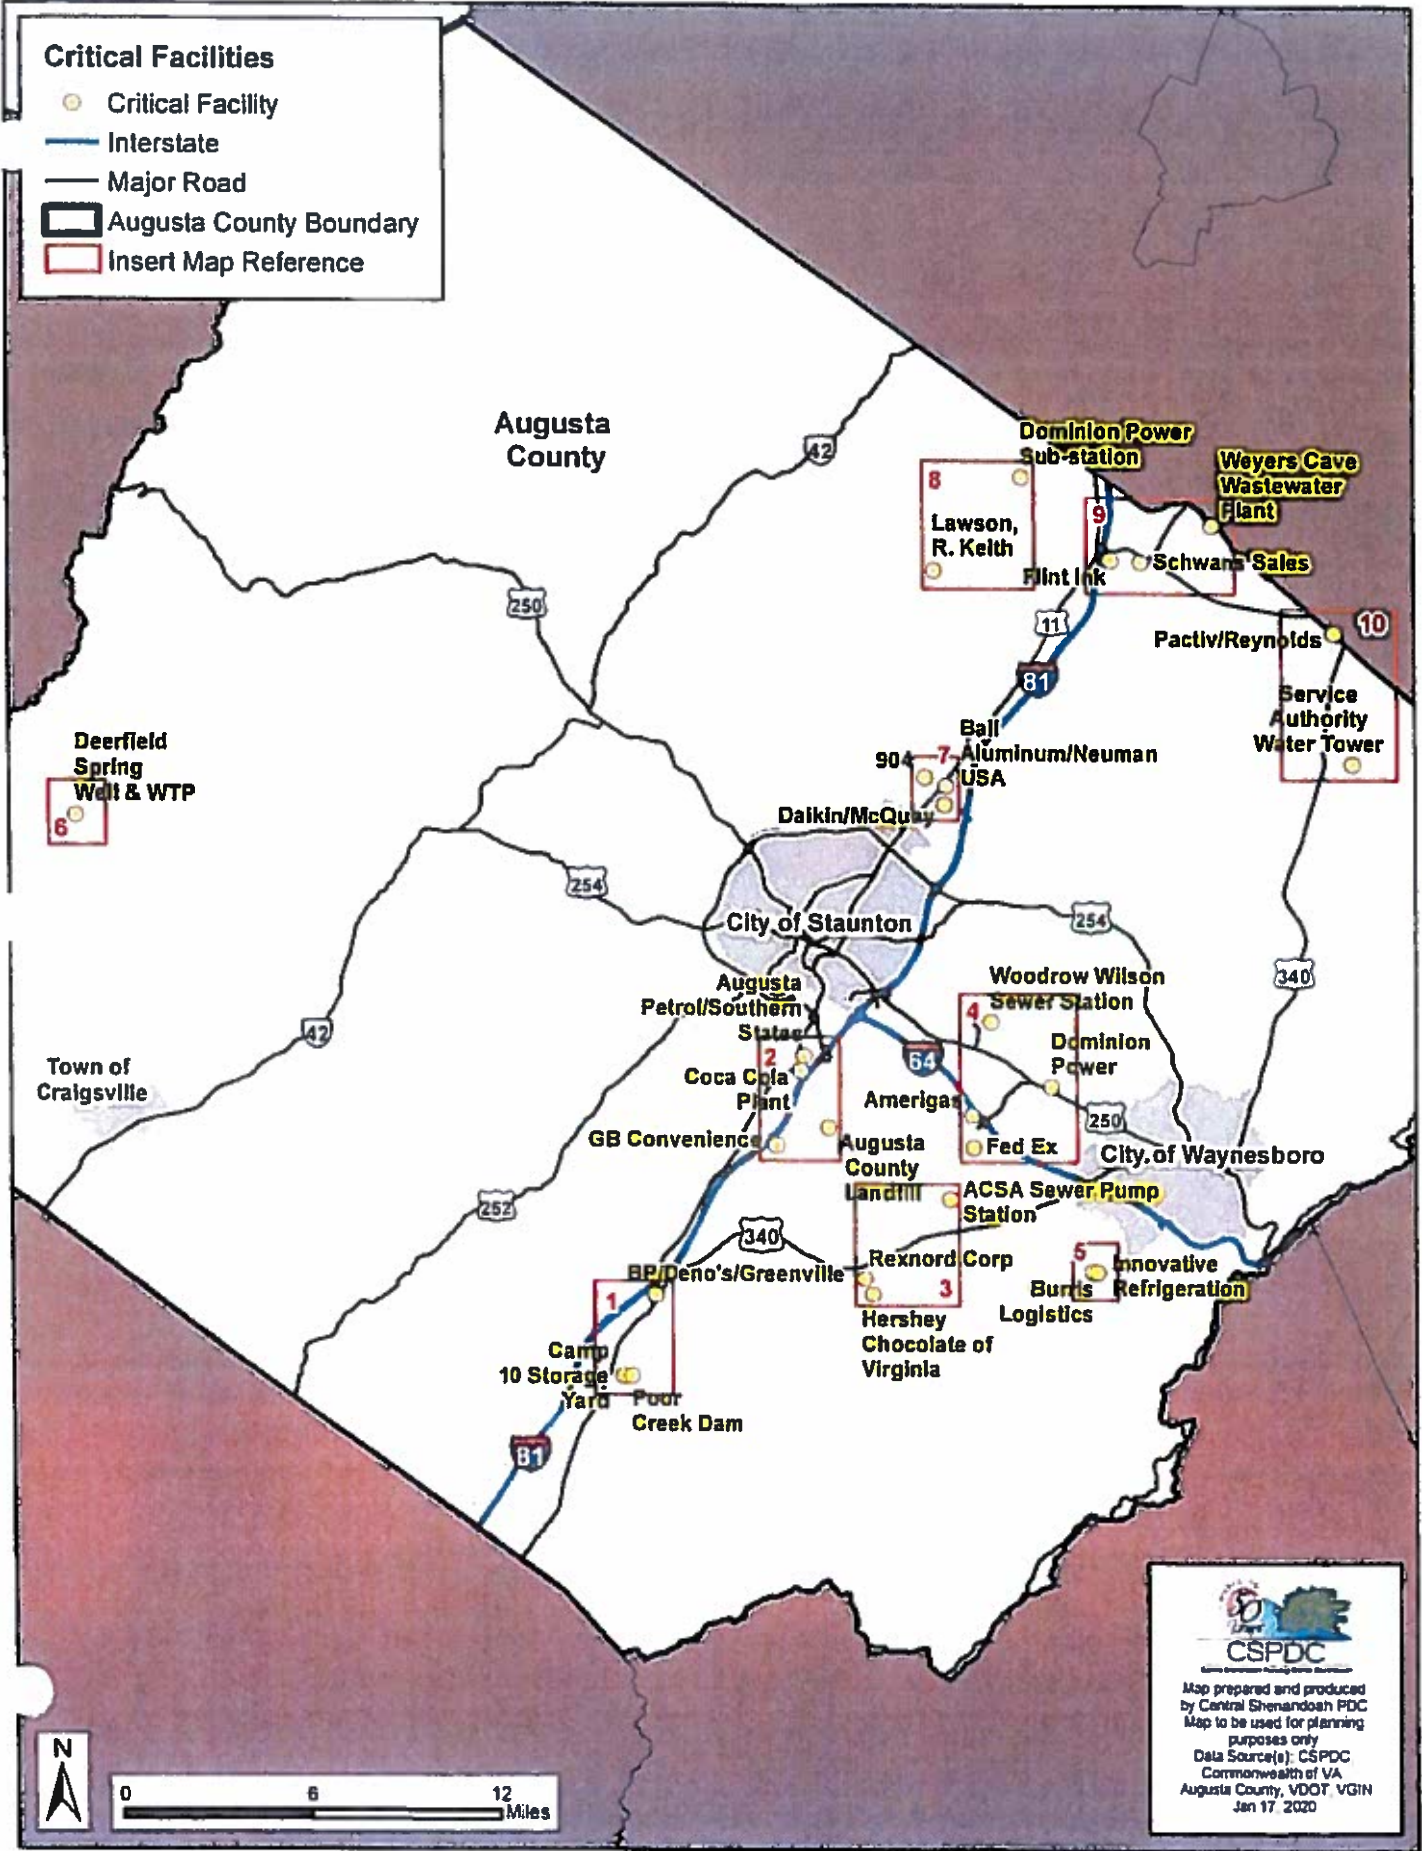 Critical Facilities
Critical Facility
Interstate
Major Road
Augusta County Boundary
Insert Map Reference
Augusta
County
42
Dominion Power
Sub-station
8
Lawson,
R. Keith
Weyers Cave
Wastewater
Plant
9
Schwans Sales
Flint Ink
250
11
81
10
Pactiv/Reynolds
Service
Authority
Water Tower
Deerfield
Spring
Well & WTP
6
904
7
Ball
Aluminum/Neuman
USA
Daikin/McQuay
254
City of Staunton
254
340
Augusta
Petrol/Southern
States
Woodrow Wilson
Sewer Station
4
Dominion
Power
42
Town of
Craigsville
2
64
Coca Cola
Plant
Amerigas
250
GB Convenience
Augusta
County
Landfill
Fed Ex
City of Waynesboro
252
ACSA Sewer Pump
Station
340
Rexnord Corp
3
BP/Deno's/Greenville
1
5
Innovative
Refrigeration
Burris
Logistics
Hershey
Chocolate of
Virginia
Camp
10 Storage
Yard
Poor
Creek Dam
81
N
0 6 12
Miles
50
CSPDC
Map prepared and produced
by Central Shenandoah PDC
Map to be used for planning
purposes only
Data Source(s): CSPDC
Commonwealth of VA
Augusta County, VDOT, VGIN
Jan 17, 2020